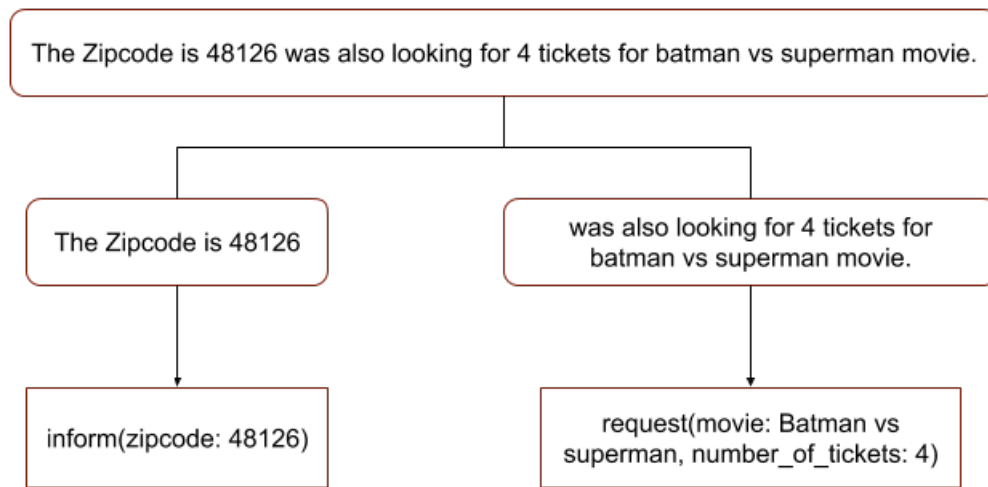 The Zipcode is 48126 was also looking for 4 tickets for batman vs superman movie.
The Zipcode is 48126
was also looking for 4 tickets for
batman vs superman movie.
inform(zipcode: 48126)
request(movie: Batman vs
superman, number_of_tickets: 4)